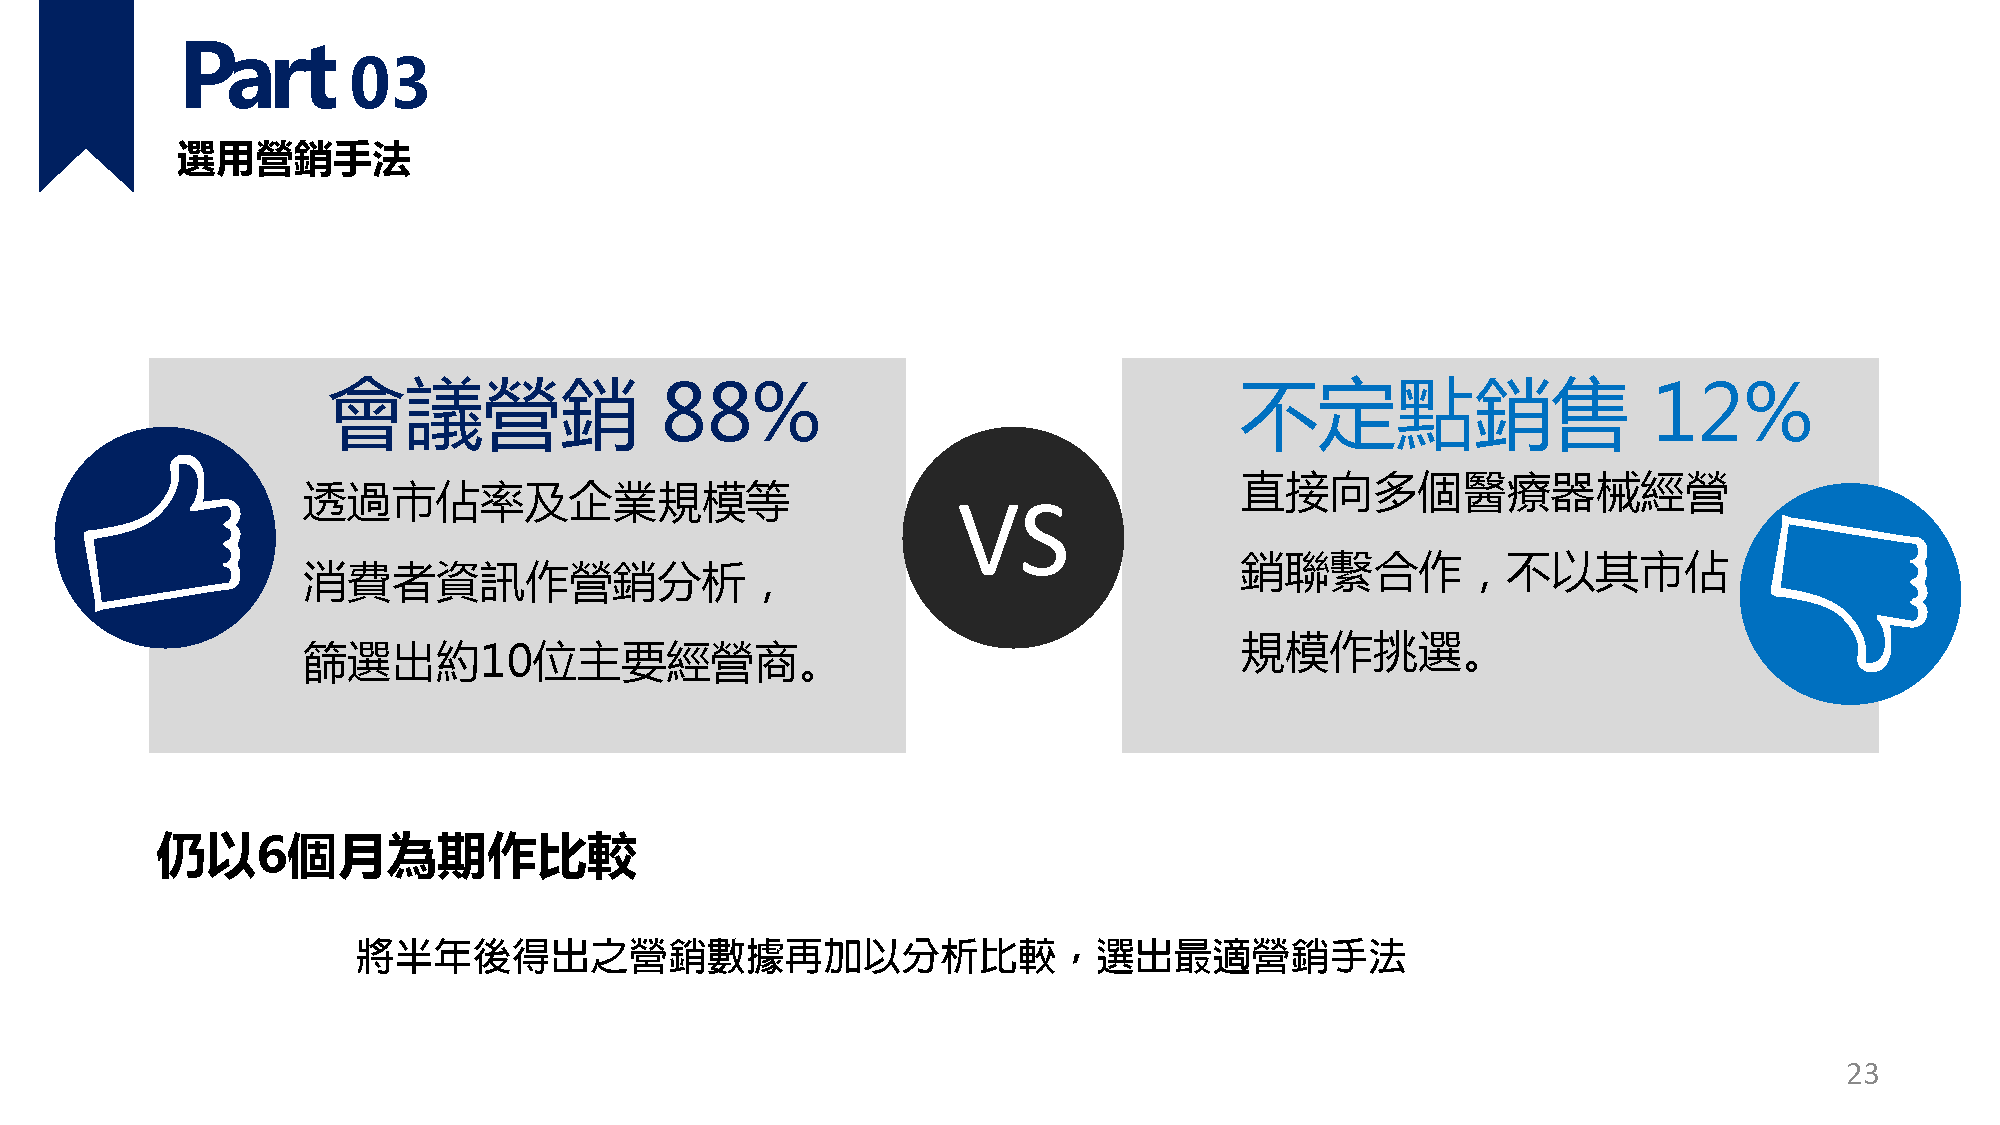 Part 03
選用營銷手法
會議營銷 88%
透過市佔率及企業規模等
消費者資訊作營銷分析，
篩選出約10位主要經營商。
VS
不定點銷售 12%
直接向多個醫療器械經營
銷聯繫合作，不以其市佔
規模作挑選。
仍以6個月為期作比較
將半年後得出之營銷數據再加以分析比較，選出最適營銷手法
23